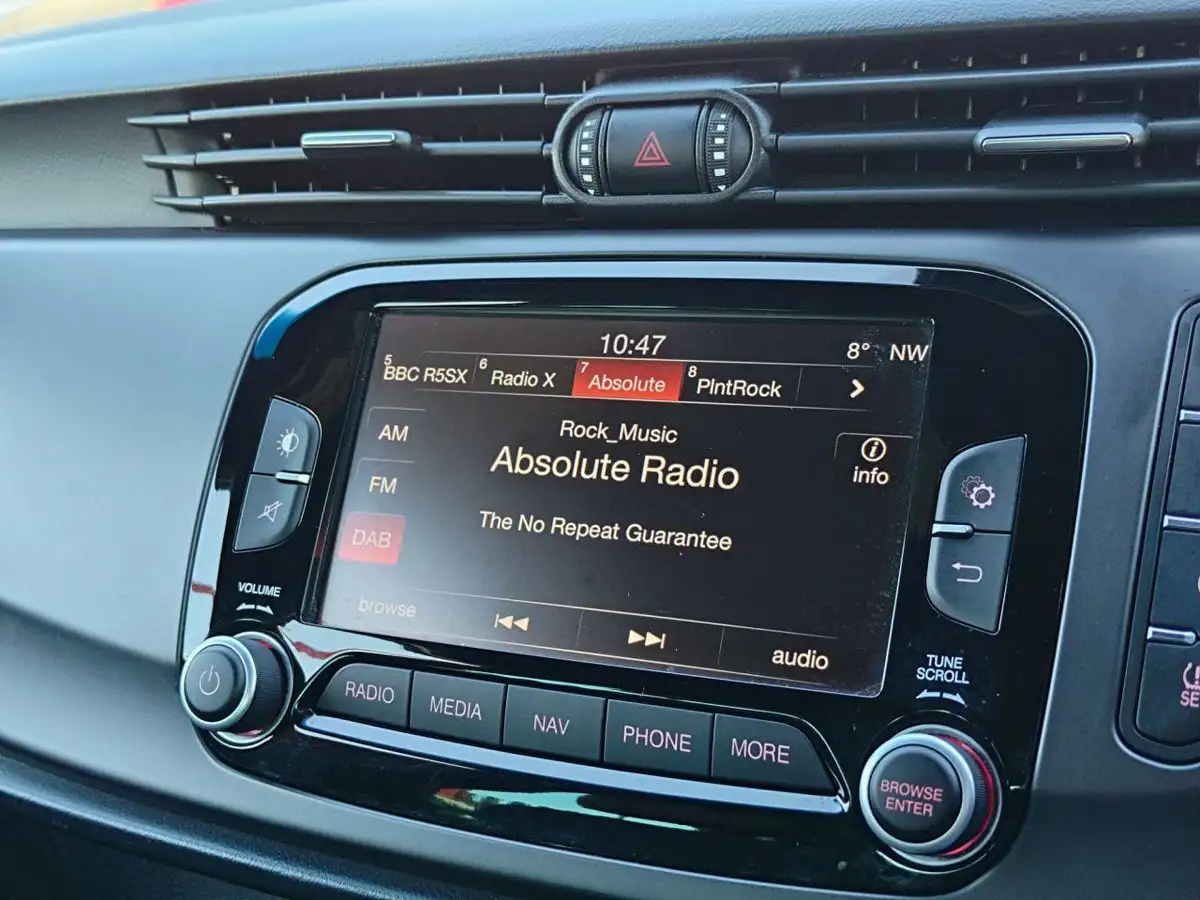 10:47
8° NW
5 BBC R5SX 6 Radio X 7 Absolute 8 PlntRock
AM
Rock_Music
Absolute Radio
info
FM
The No Repeat Guarantee
DAB
browse
audio
VOLUME
TUNE
SCROLL
RADIO MEDIA NAV PHONE MORE
BROWSE
ENTER